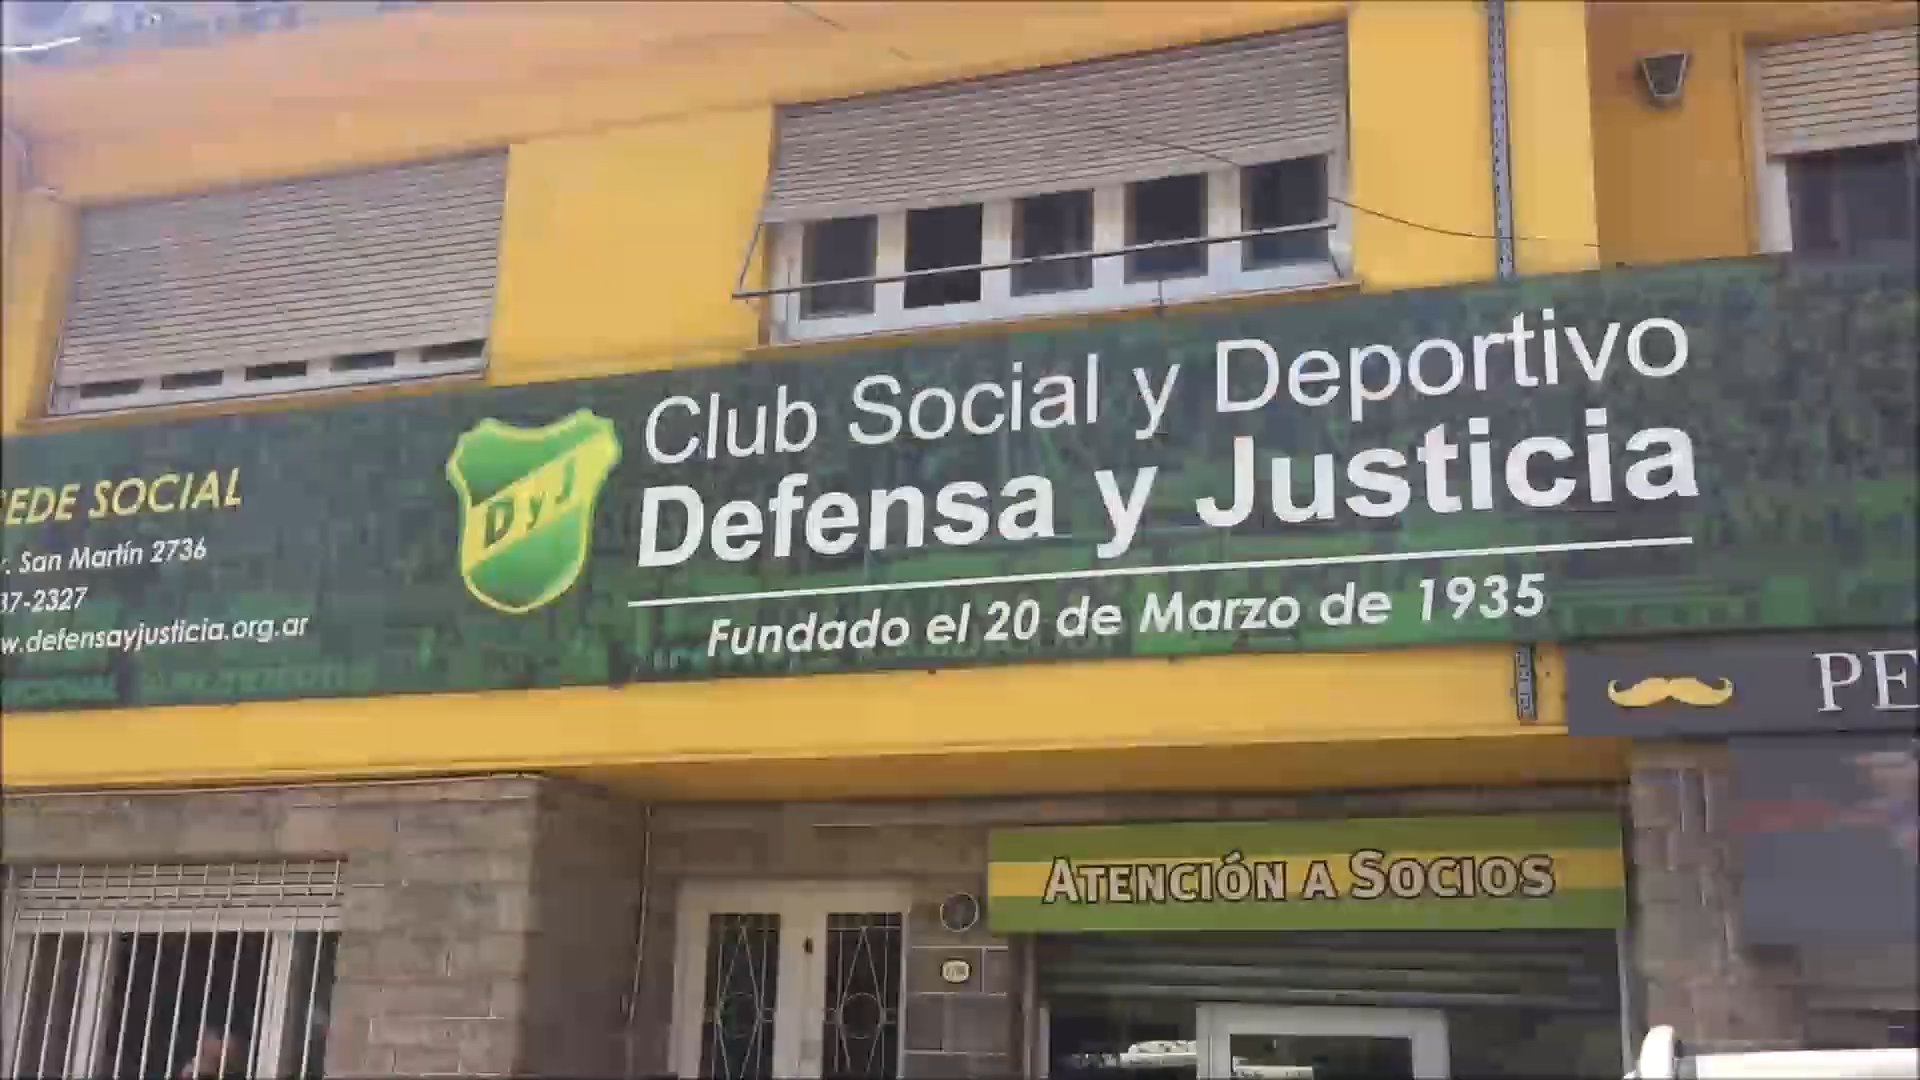 SEDE SOCIAL
. San Martín 2736
37-2327
w.defensayjusticia.org.ar
DyJ
Club Social y Deportivo
Defensa y Justicia
Fundado el 20 de Marzo de 1935
PE
ATENCIÓN A SOCIOS